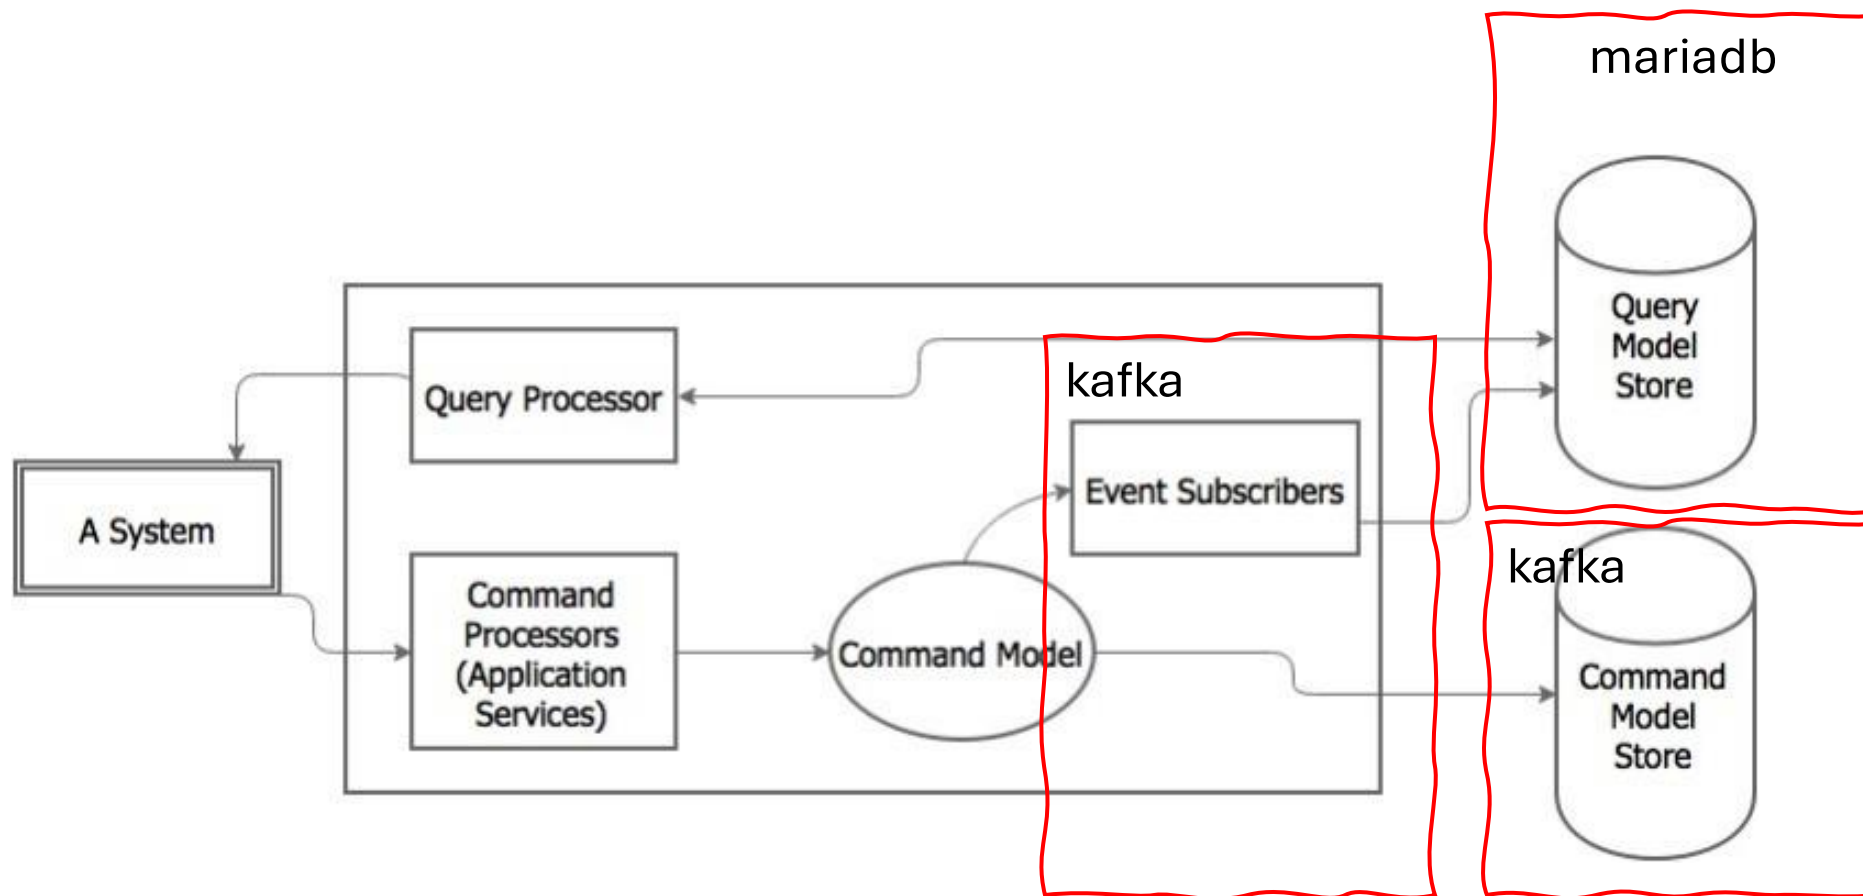 mariadb
Query
Model
Store
kafka
Query Processor
Event Subscribers
A System
kafka
Command
Processors
(Application
Services)
Command Model
Command
Model
Store